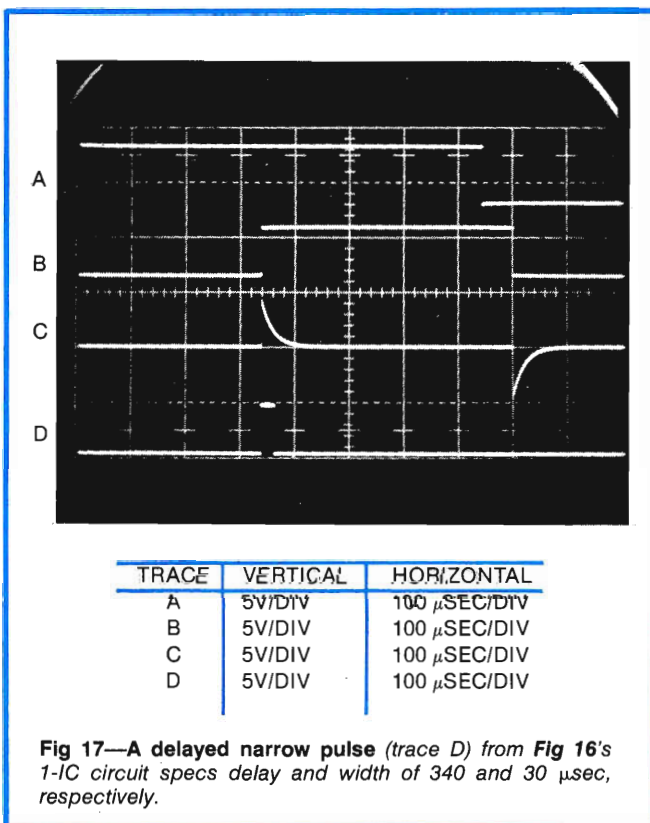 A
B
C
D
TRACE VERTICAL HORIZONTAL
A 5V/DIV 100 μSEC/DIV
B 5V/DIV 100 μSEC/DIV
C 5V/DIV 100 μSEC/DIV
D 5V/DIV 100 μSEC/DIV
Fig 17—A delayed narrow pulse (trace D) from Fig 16's
1-IC circuit specs delay and width of 340 and 30 μsec,
respectively.